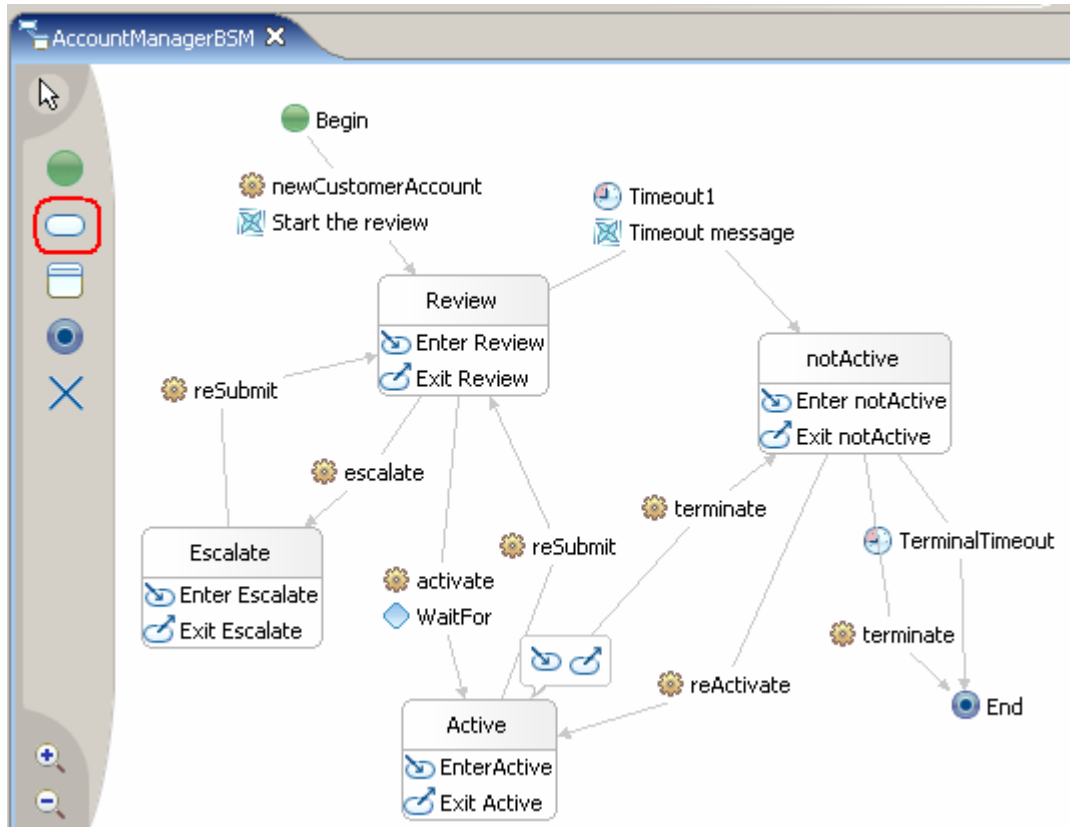 AccountManagerBSM
Begin
newCustomerAccount
Start the review
Timeout1
Timeout message
Review
Enter Review
Exit Review
notActive
Enter notActive
Exit notActive
reSubmit
escalate
terminate
Escalate
Enter Escalate
Exit Escalate
reSubmit
TerminalTimeout
activate
WaitFor
terminate
reActivate
End
Active
EnterActive
Exit Active